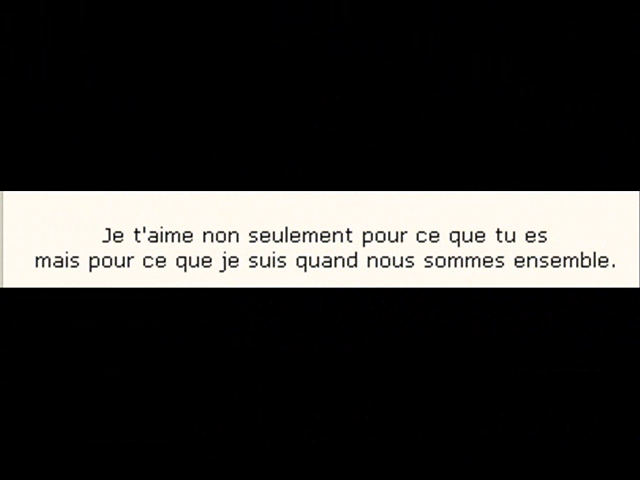 Je t'aime non seulement pour ce que tu es
mais pour ce que je suis quand nous sommes ensemble.